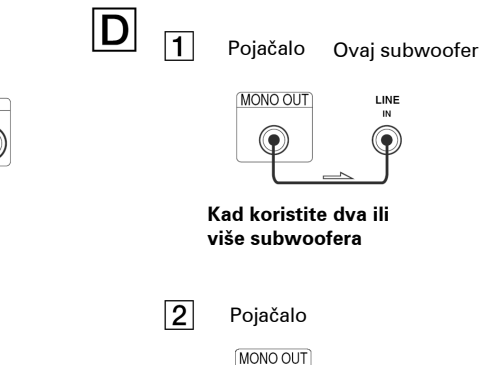 D
1 Pojačalo Ovaj subwoofer
MONO OUT LINE
IN
Kad koristite dva ili
više subwoofera
2 Pojačalo
MONO OUT